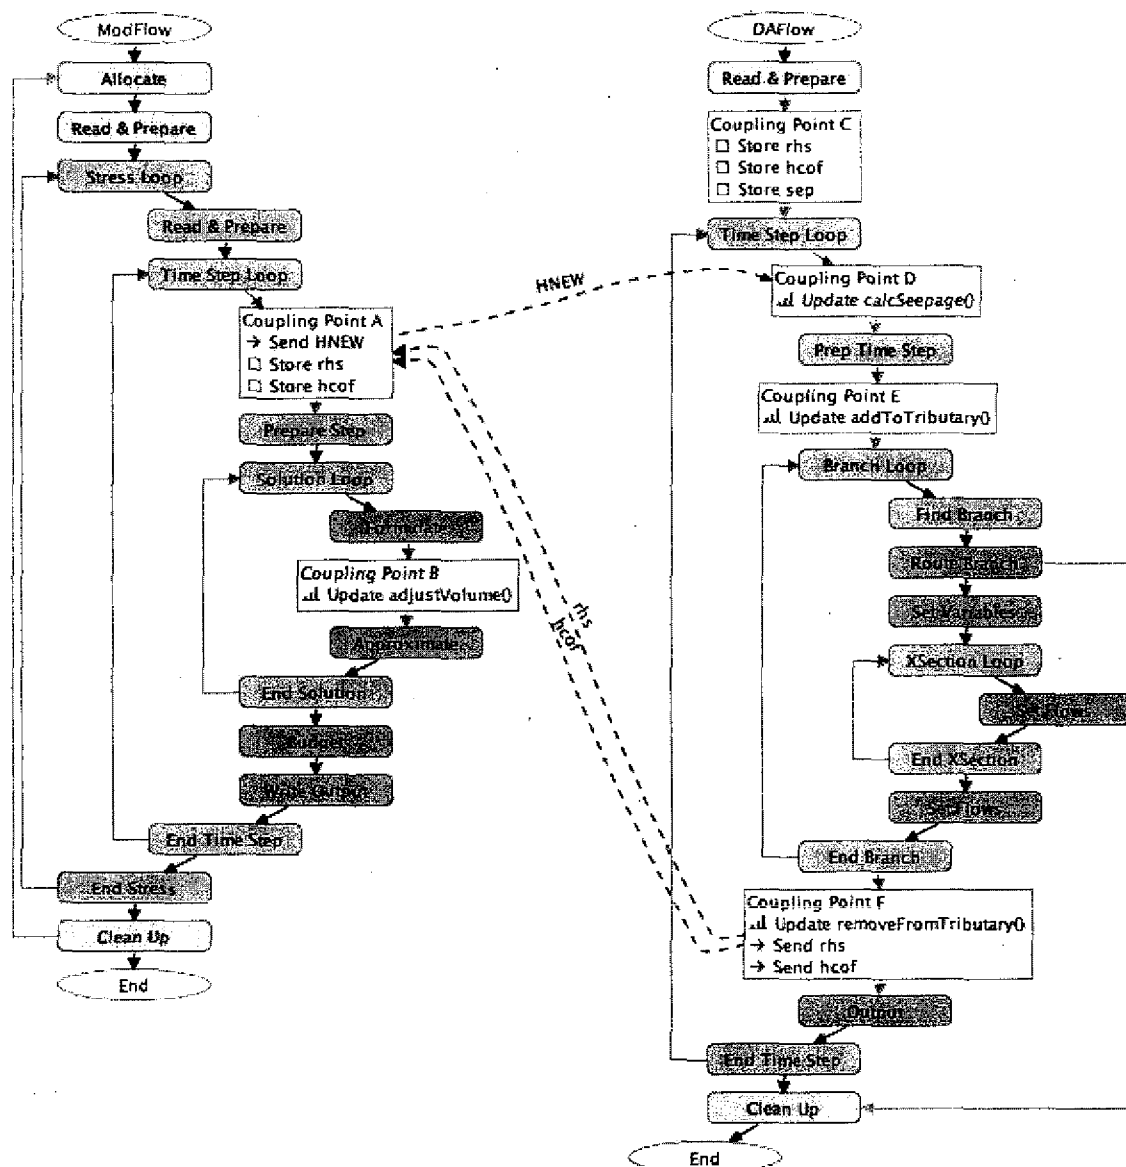 ModFlow
Allocate
Read & Prepare
Stress Loop
Read & Prepare
Time Step Loop
Coupling Point A
→ Send HNEW
□ Store rhs
□ Store hcof
Prepare Step
Solution Loop
Formulate
Coupling Point B
Update adjustVolume()
Approximate
End Solution
Budget
Write Output
End Time Step
End Stress
Clean Up
End
HNEW
rhs
hcof
DAFlow
Read & Prepare
Coupling Point C
□ Store rhs
□ Store hcof
□ Store sep
Time Step Loop
Coupling Point D
Update calcSeepage()
Prep Time Step
Coupling Point E
Update addToTributary()
Branch Loop
Find Branch
Route Branch
Set Variables
XSection Loop
Flows
End XSection
Set Flows
End Branch
Coupling Point F
Update removeFromTributary()
→ Send rhs
→ Send hcof
Output
End Time Step
Clean Up
End